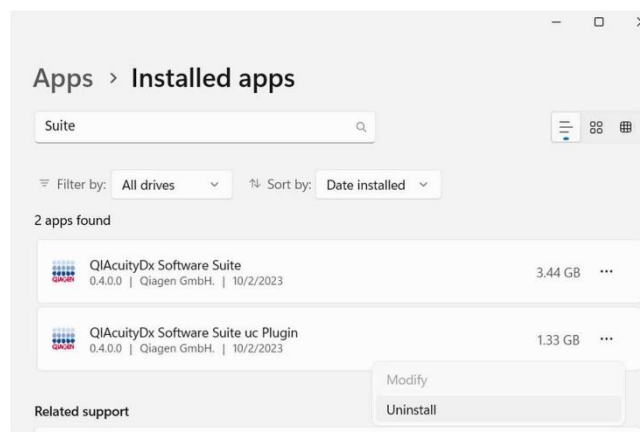 Apps > Installed apps
Suite
Filter by: All drives Sort by: Date installed
2 apps found
QIAcuityDx Software Suite
0.4.0.0 | Qiagen GmbH. | 10/2/2023
3.44 GB
QIAGEN
QIAcuityDx Software Suite uc Plugin
0.4.0.0 | Qiagen GmbH. | 10/2/2023
1.33 GB
QIAGEN
Modify
Uninstall
Related support